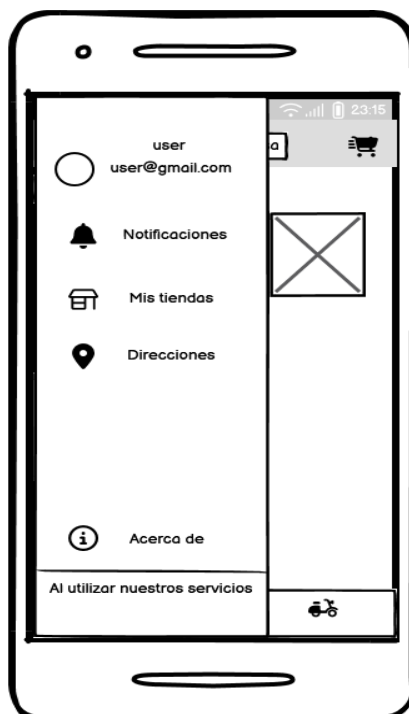 23:15
user
user@gmail.com
Notificaciones
Mis tiendas
Direcciones
Acerca de
Al utilizar nuestros servicios